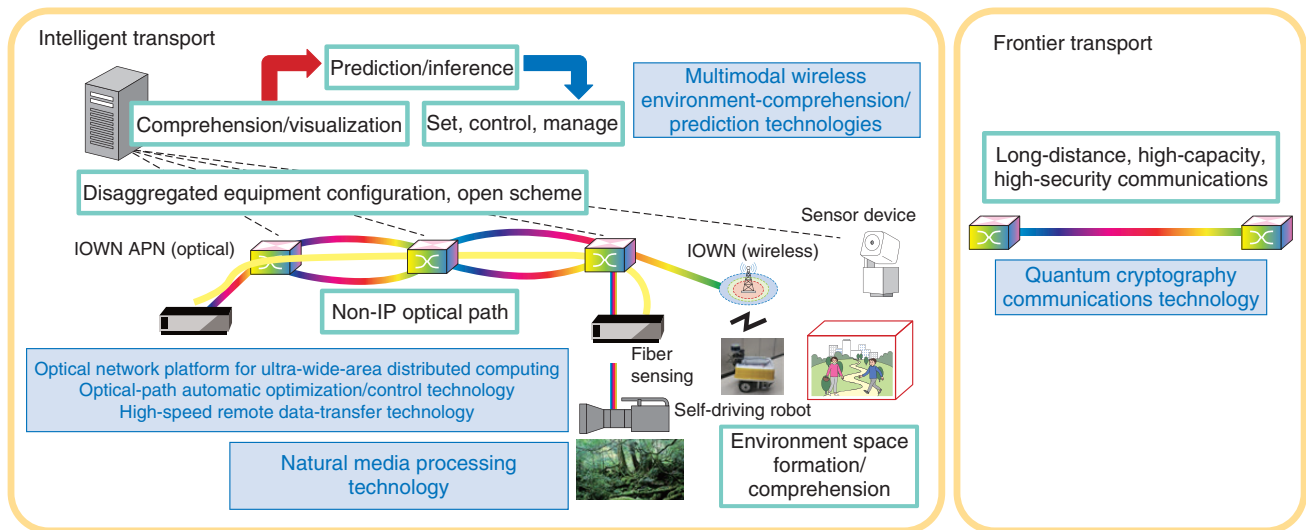 Intelligent transport
Prediction/inference
Comprehension/visualization
Set, control, manage
Multimodal wireless
environment-comprehension/
prediction technologies
Disaggregated equipment configuration, open scheme
Sensor device
IOWN APN (optical)
IOWN (wireless)
Non-IP optical path
Fiber
sensing
Optical network platform for ultra-wide-area distributed computing
Optical-path automatic optimization/control technology
High-speed remote data-transfer technology
Self-driving robot
Natural media processing
technology
Environment space
formation/
comprehension
Frontier transport
Long-distance, high-capacity,
high-security communications
Quantum cryptography
communications technology